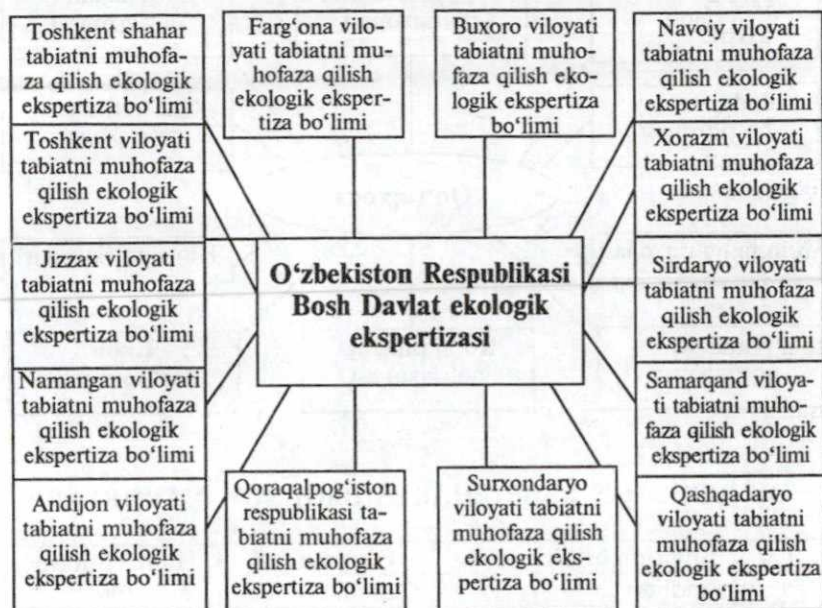 Toshkent shahar
tabiatni muhofa-
za qilish ekologik
ekspertiza bo‘limi
Farg‘ona vilo-
yati tabiatni mu-
hofaza qilish
ekologik eksper-
tiza bo‘limi
Buxoro viloyati
tabiatni muho-
faza qilish eko-
logik ekspertiza
bo‘limi
Navoiy viloyati
tabiatni muhofaza
qilish ekologik
ekspertiza bo‘limi
Toshkent viloyati
tabiatni muhofaza
qilish ekologik
ekspertiza bo‘limi
Xorazm viloyati
tabiatni muhofaza
qilish ekologik
ekspertiza bo‘limi
Jizzax viloyati
tabiatni muhofaza
qilish ekologik
ekspertiza bo‘limi
O‘zbekiston Respublikasi
Bosh Davlat ekologik
ekspertizasi
Sirdaryo viloyati
tabiatni muhofaza
qilish ekologik
ekspertiza bo‘limi
Namangan viloyati
tabiatni muhofaza
qilish ekologik
ekspertiza bo‘limi
Samarqand viloya-
ti tabiatni muho-
faza qilish ekologik
ekspertiza bo‘limi
Andijon viloyati
tabiatni muhofaza
qilish ekologik
ekspertiza bo‘limi
Qoraqalpog‘iston
respublikasi ta-
biatni muhofaza
qilish ekologik
ekspertiza bo‘limi
Surxondaryo
viloyati tabiatni
muhofaza qilish
ekologik eks-
pertiza bo‘limi
Qashqadaryo
viloyati tabiatni
muhofaza qilish
ekologik ekspertiza
bo‘limi